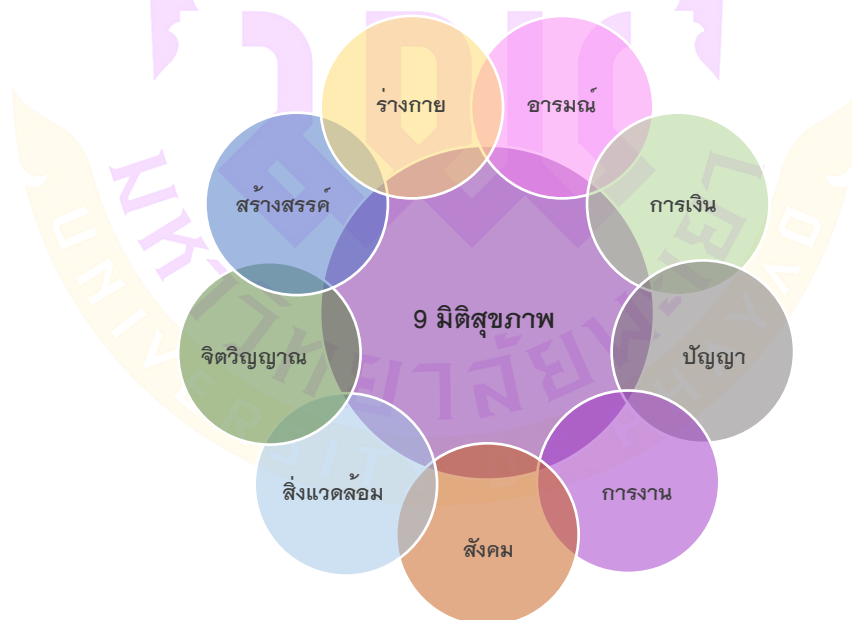 ร่างกาย
อารมณ์
สร้างสรรค์
การเงิน
9 มิติสุขภาพ
จิตวิญญาณ
ปัญญา
สิ่งแวดล้อม
การงาน
สังคม